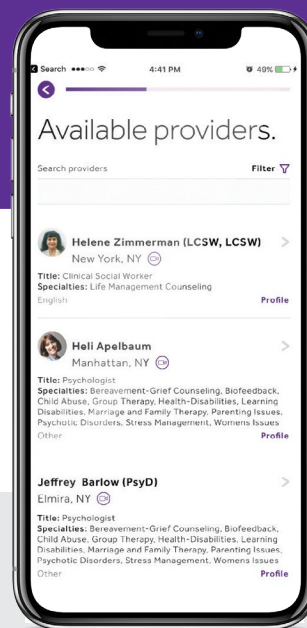 Search
4:41 PM
49%
Available providers.
Search providers
Filter
Helene Zimmerman (LCSW, LCSW)
New York, NY
Title: Clinical Social Worker
Specialties: Life Management Counseling
English
Profile
Heli Apelbaum
Manhattan, NY
Title: Psychologist
Specialties: Bereavement-Grief Counseling, Biofeedback,
Child Abuse, Group Therapy, Health-Disabilities, Learning
Disabilities, Marriage and Family Therapy, Parenting Issues,
Psychotic Disorders, Stress Management, Womens Issues
Other
Profile
Jeffrey Barlow (PsyD)
Elmira, NY
Title: Psychologist
Specialties: Bereavement-Grief Counseling, Biofeedback,
Child Abuse, Group Therapy, Health-Disabilities, Learning
Disabilities, Marriage and Family Therapy, Parenting Issues,
Psychotic Disorders, Stress Management, Womens Issues
Other
Profile